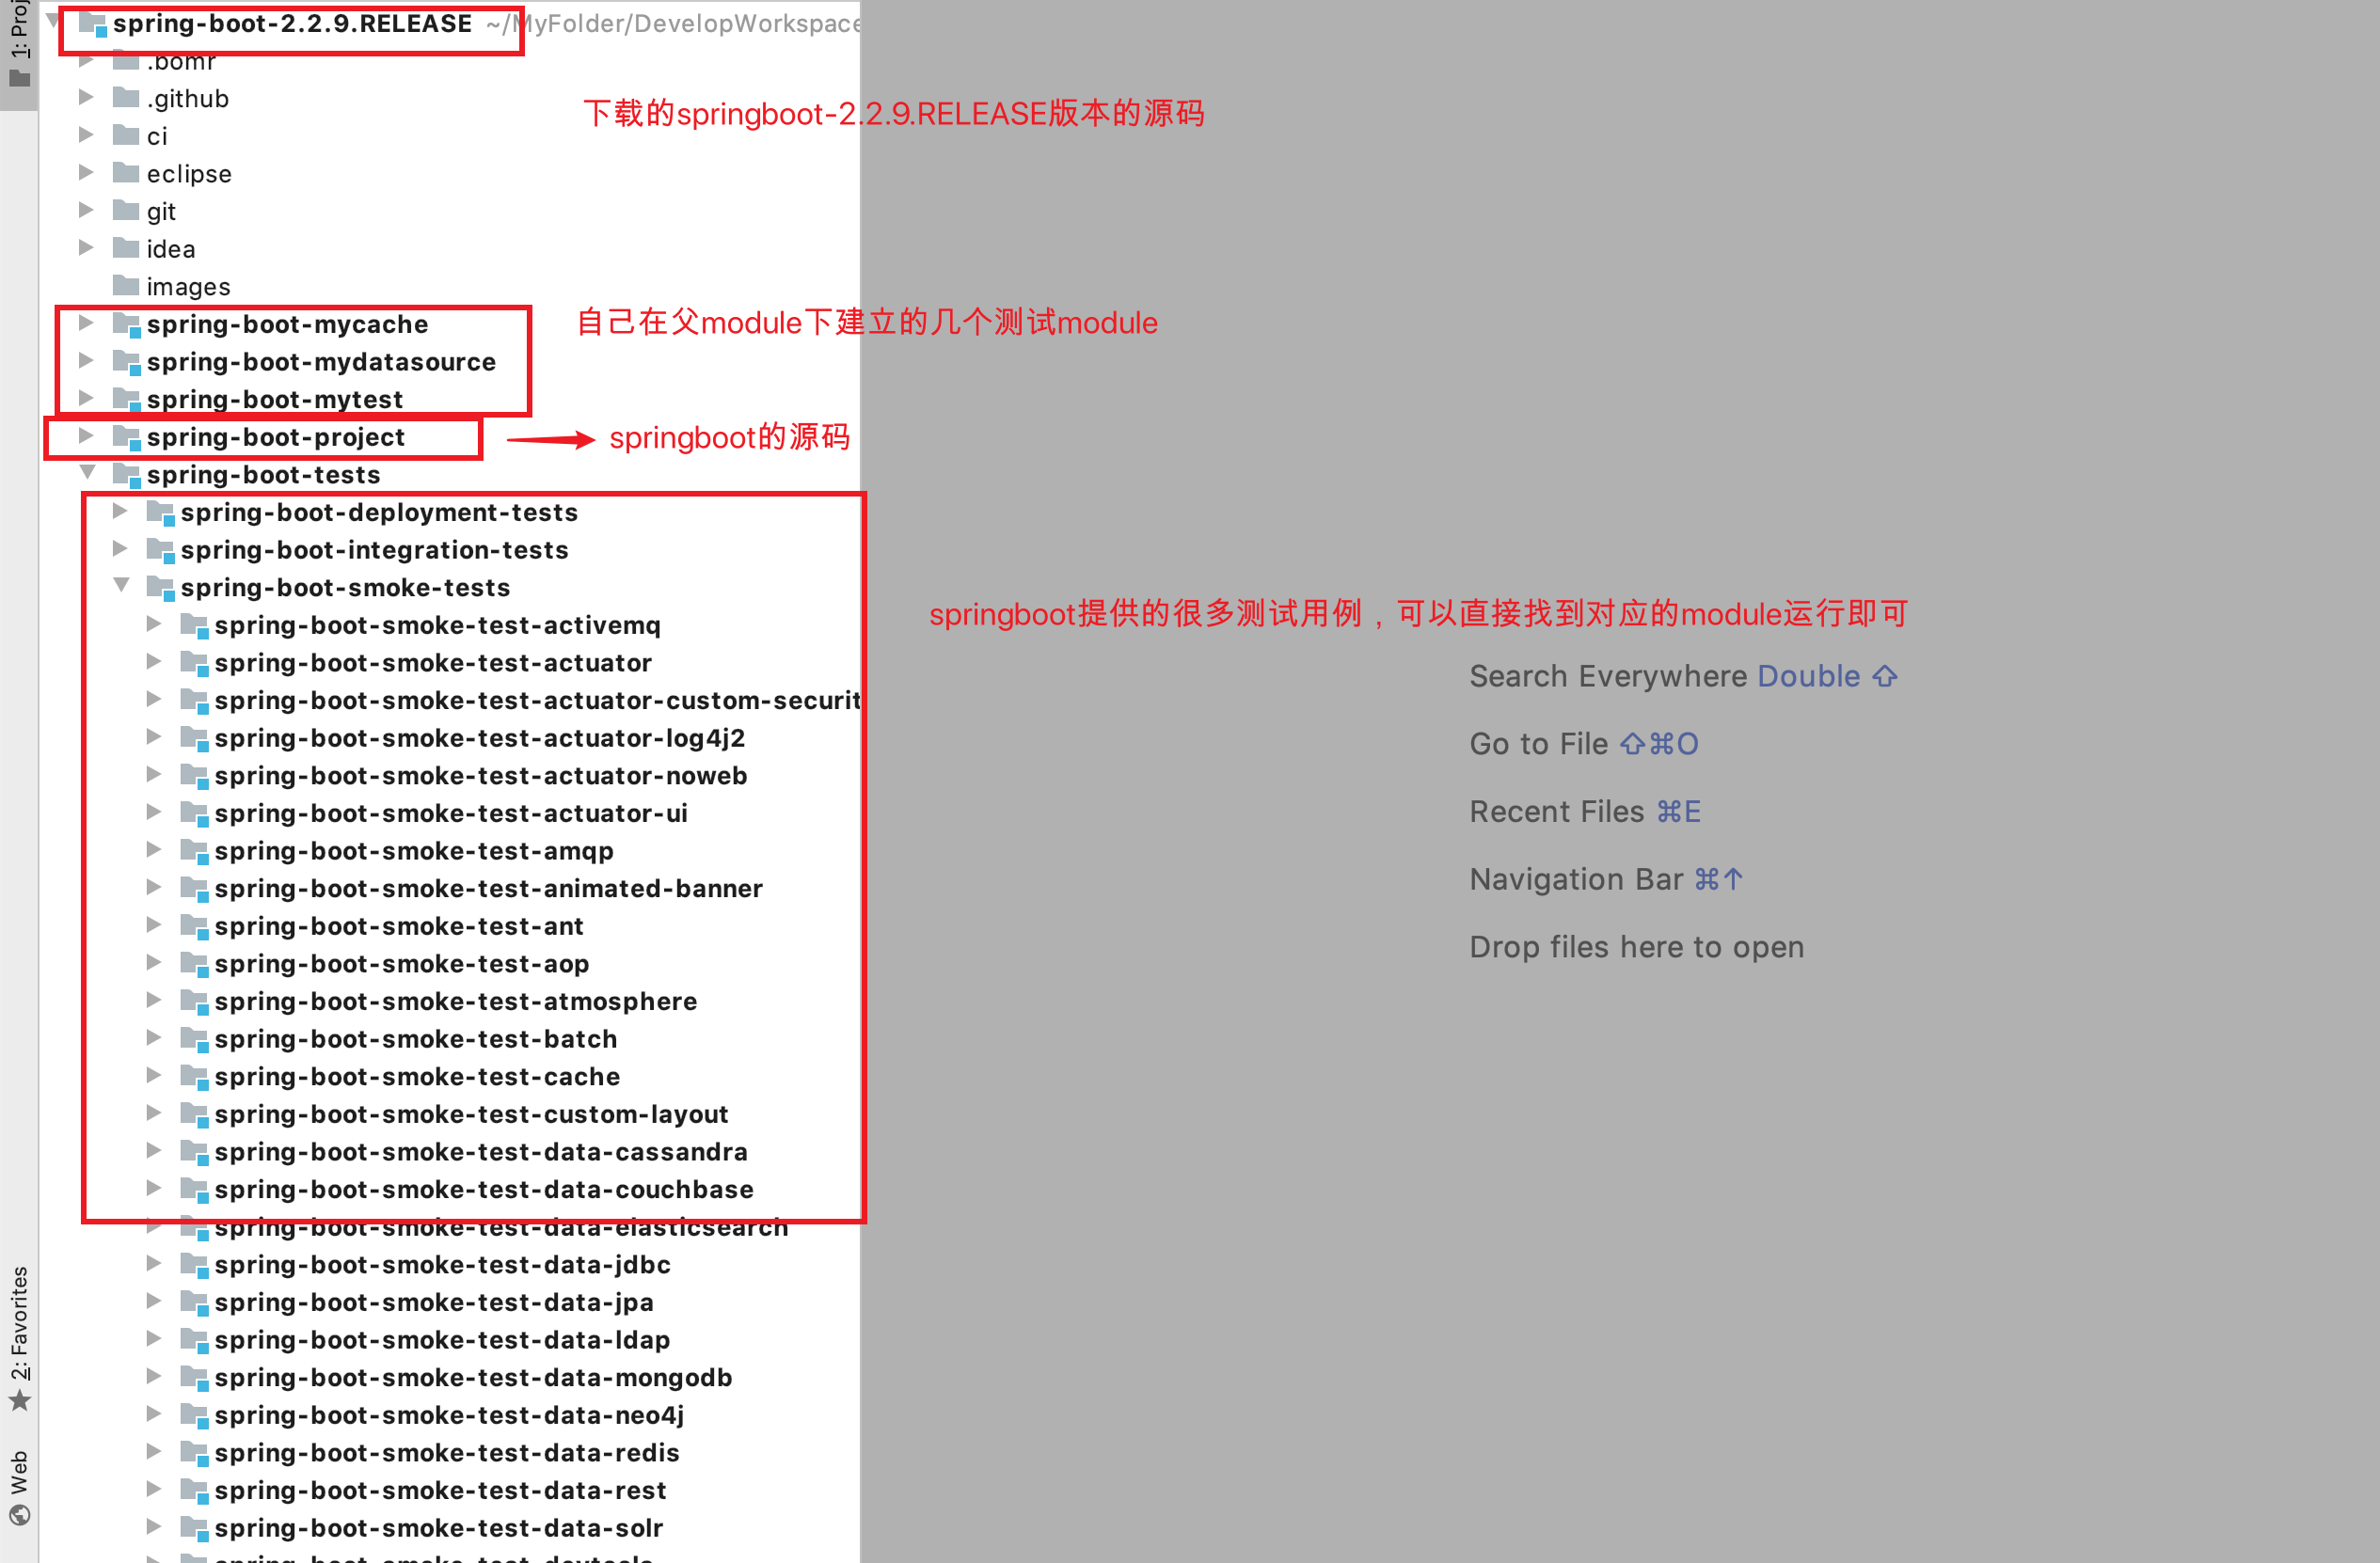 1: Proj
spring-boot-2.2.9.RELEASE ~/MyFolder/DevelopWorkspace
.bomr
.github
下载的springboot-2.2.9.RELEASE版本的源码
ci
eclipse
git
idea
images
spring-boot-mycache
自己在父module下建立的几个测试module
spring-boot-mydatasource
spring-boot-mytest
spring-boot-project
springboot的源码
spring-boot-tests
spring-boot-deployment-tests
spring-boot-integration-tests
spring-boot-smoke-tests
springboot提供的很多测试用例，可以直接找到对应的module运行即可
spring-boot-smoke-test-activemq
spring-boot-smoke-test-actuator
Search Everywhere Double ⇧
spring-boot-smoke-test-actuator-custom-securit
spring-boot-smoke-test-actuator-log4j2
Go to File ⇧⌘O
spring-boot-smoke-test-actuator-noweb
spring-boot-smoke-test-actuator-ui
Recent Files ⌘E
spring-boot-smoke-test-amqp
spring-boot-smoke-test-animated-banner
Navigation Bar ⌘↑
spring-boot-smoke-test-ant
spring-boot-smoke-test-aop
Drop files here to open
spring-boot-smoke-test-atmosphere
spring-boot-smoke-test-batch
spring-boot-smoke-test-cache
spring-boot-smoke-test-custom-layout
spring-boot-smoke-test-data-cassandra
spring-boot-smoke-test-data-couchbase
spring-boot-smoke-test-data-elasticsearch
spring-boot-smoke-test-data-jdbc
spring-boot-smoke-test-data-jpa
spring-boot-smoke-test-data-ldap
spring-boot-smoke-test-data-mongodb
spring-boot-smoke-test-data-neo4j
spring-boot-smoke-test-data-redis
spring-boot-smoke-test-data-rest
spring-boot-smoke-test-data-solr
spring-boot-smoke-test-devtools
2: Favorites
Web